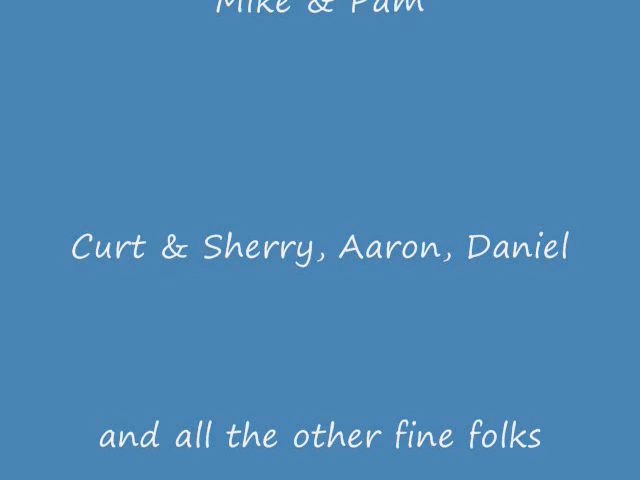 Mike & Pam
Curt & Sherry, Aaron, Daniel
and all the other fine folks